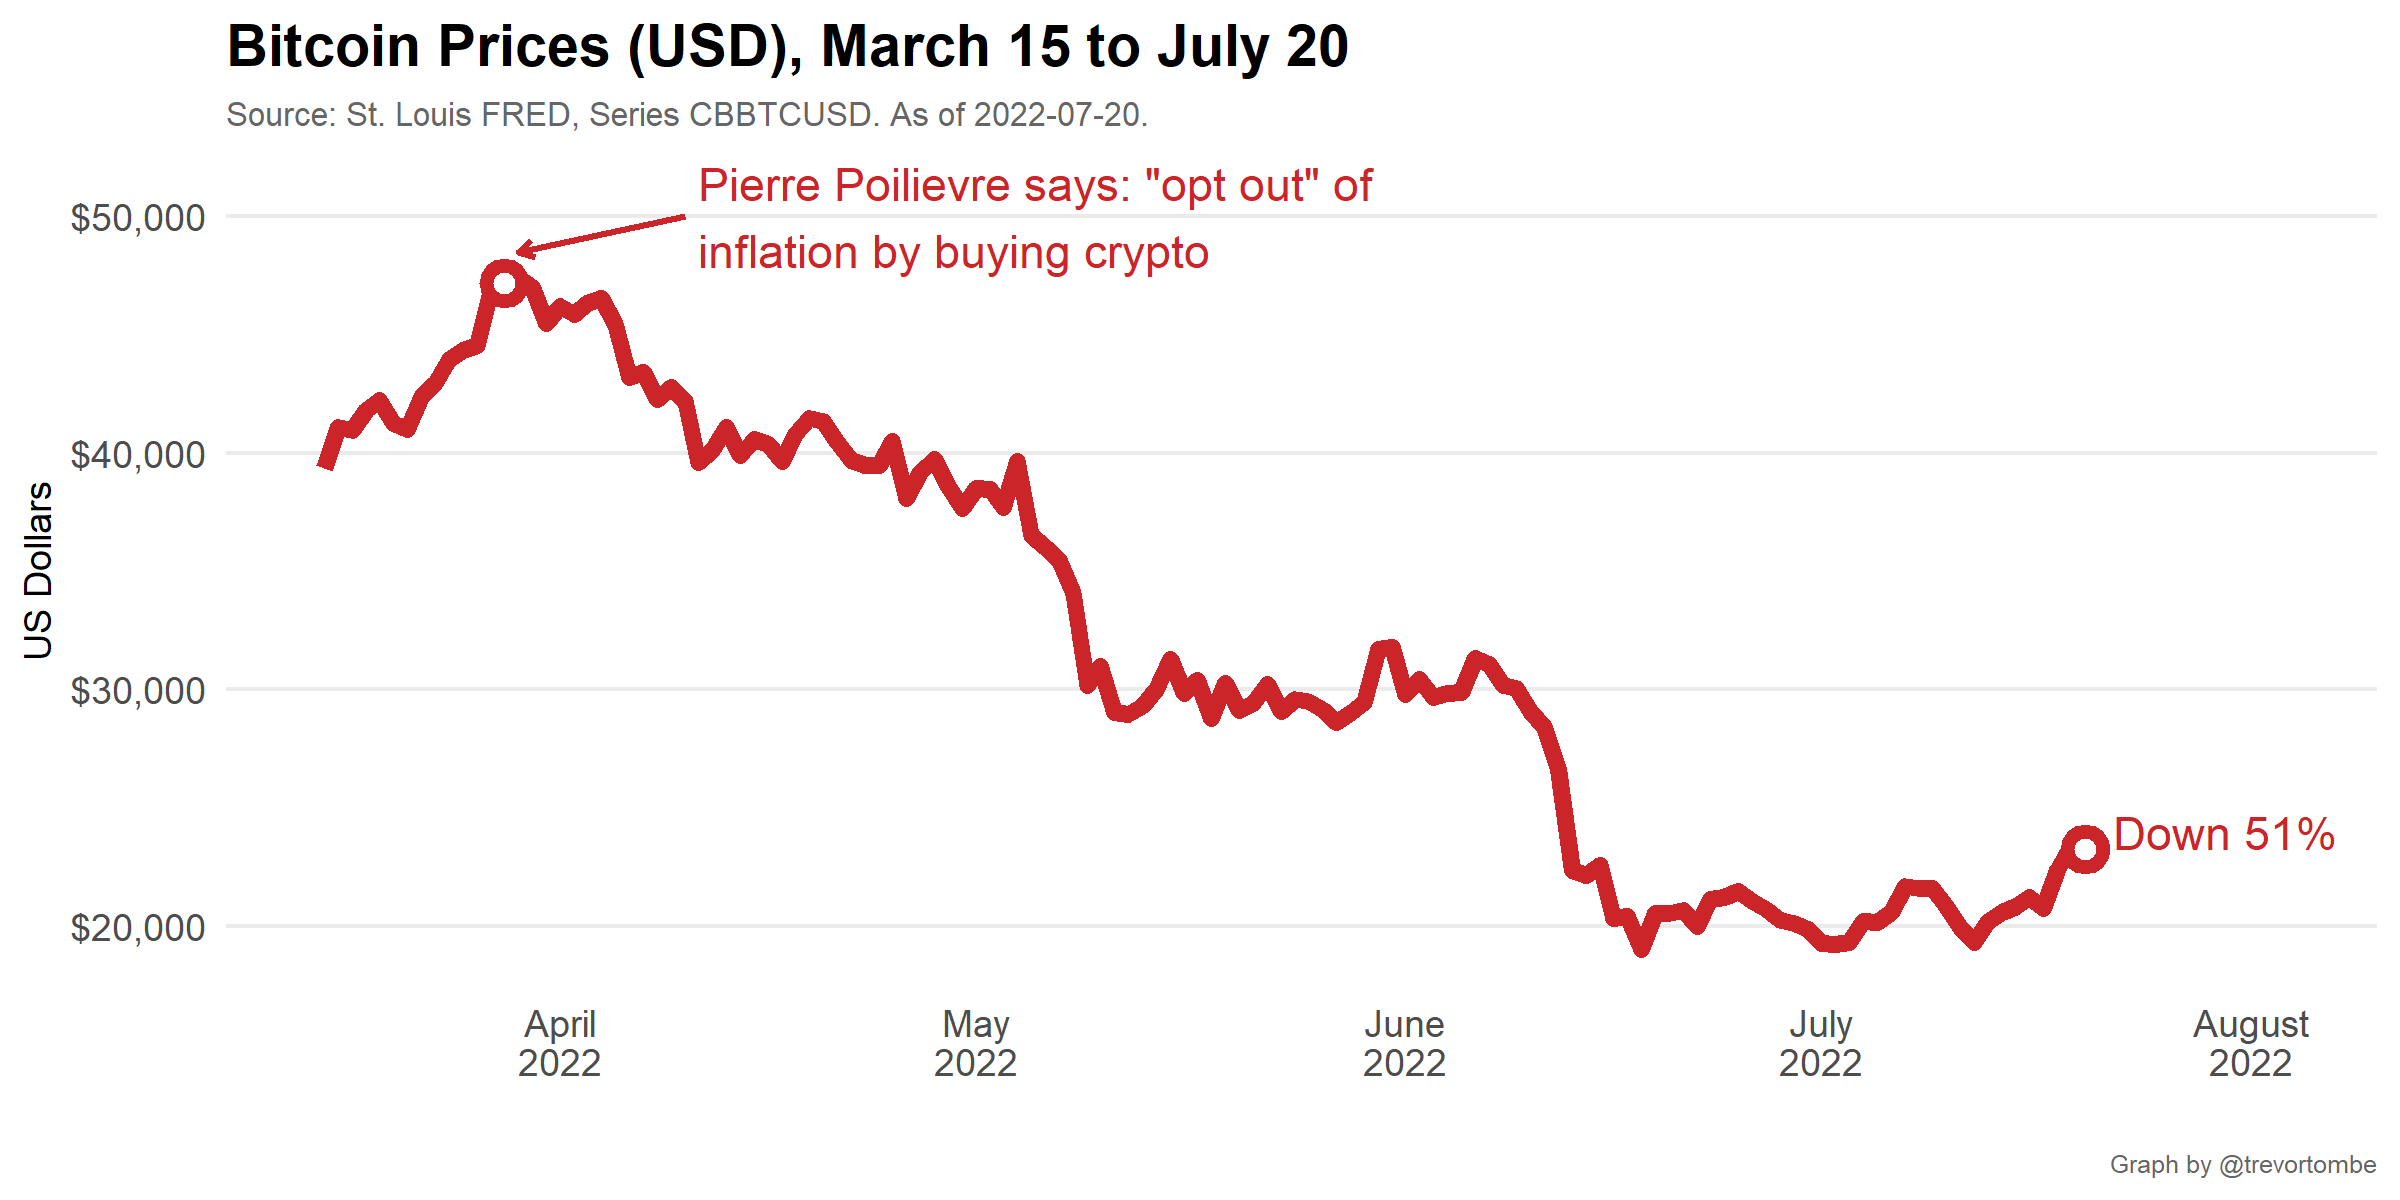 Bitcoin Prices (USD), March 15 to July 20
Source: St. Louis FRED, Series CBBTCUSD. As of 2022-07-20.
Pierre Poilievre says: "opt out" of
inflation by buying crypto
$50,000
$40,000
$30,000
$20,000
US Dollars
Down 51%
April
2022
May
2022
June
2022
July
2022
August
2022
Graph by @trevortombe